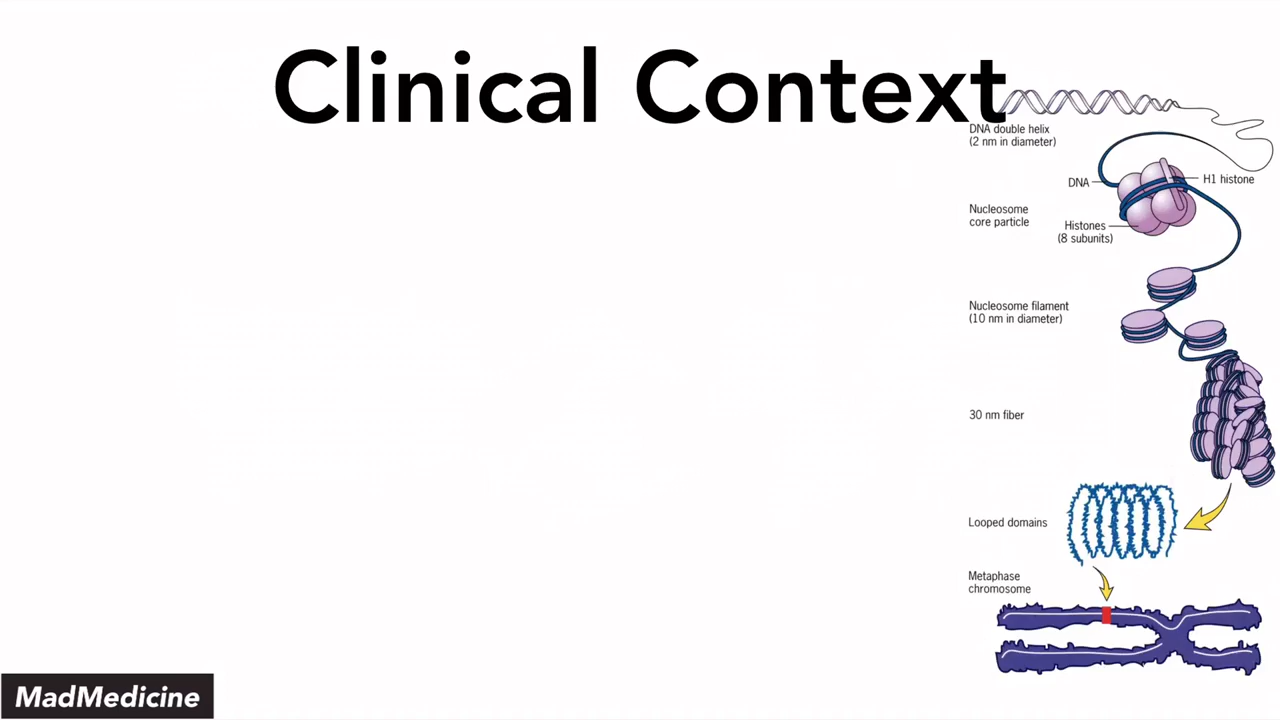 Clinical Context
DNA double helix
(2 nm in diameter)
DNA
H1 histone
Nucleosome
core particle
Histones
(8 subunits)
Nucleosome filament
(10 nm in diameter)
30 nm fiber
Looped domains
Metaphase
chromosome
MadMedicine